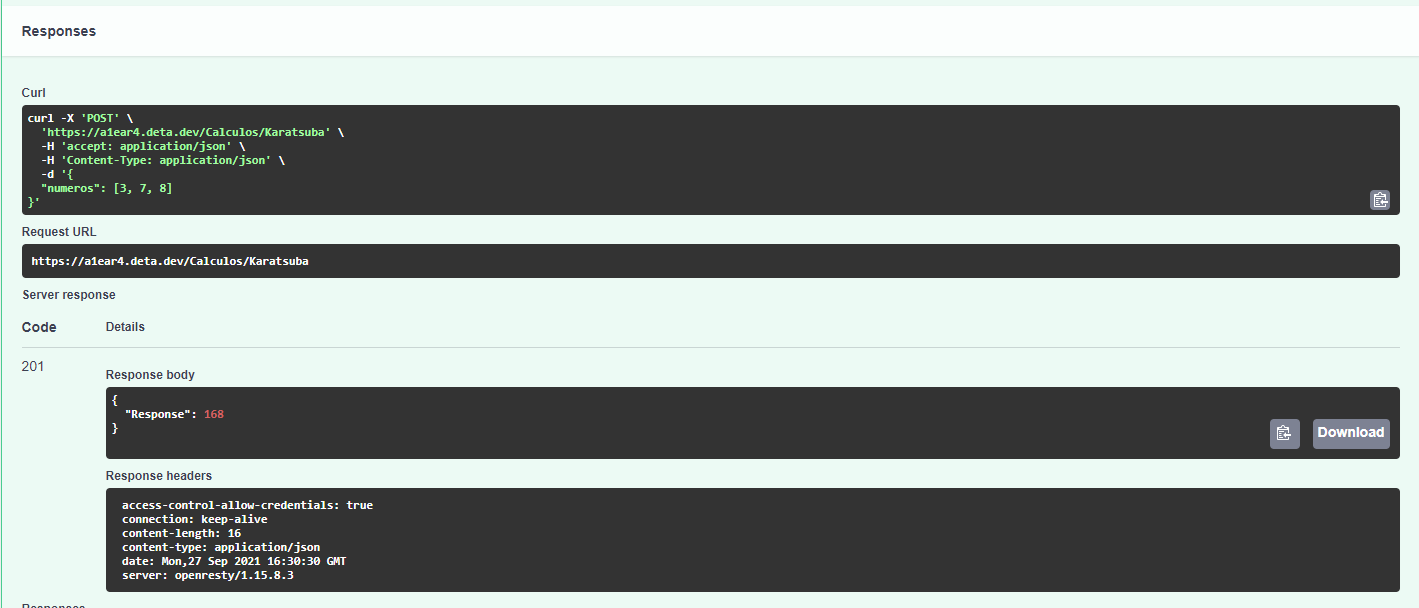 Responses
Curl
curl -X 'POST' \
'https://a1ear4.deta.dev/Calculos/Karatsuba' \
-H 'accept: application/json' \
-H 'Content-Type: application/json' \
-d '{
"numeros": [3, 7, 8]
}'
Request URL
https://a1ear4.deta.dev/Calculos/Karatsuba
Server response
Code Details
201
Response body
{
"Response": 168
}
Download
Response headers
access-control-allow-credentials: true
connection: keep-alive
content-length: 16
content-type: application/json
date: Mon,27 Sep 2021 16:30:30 GMT
server: openresty/1.15.8.3
Responses